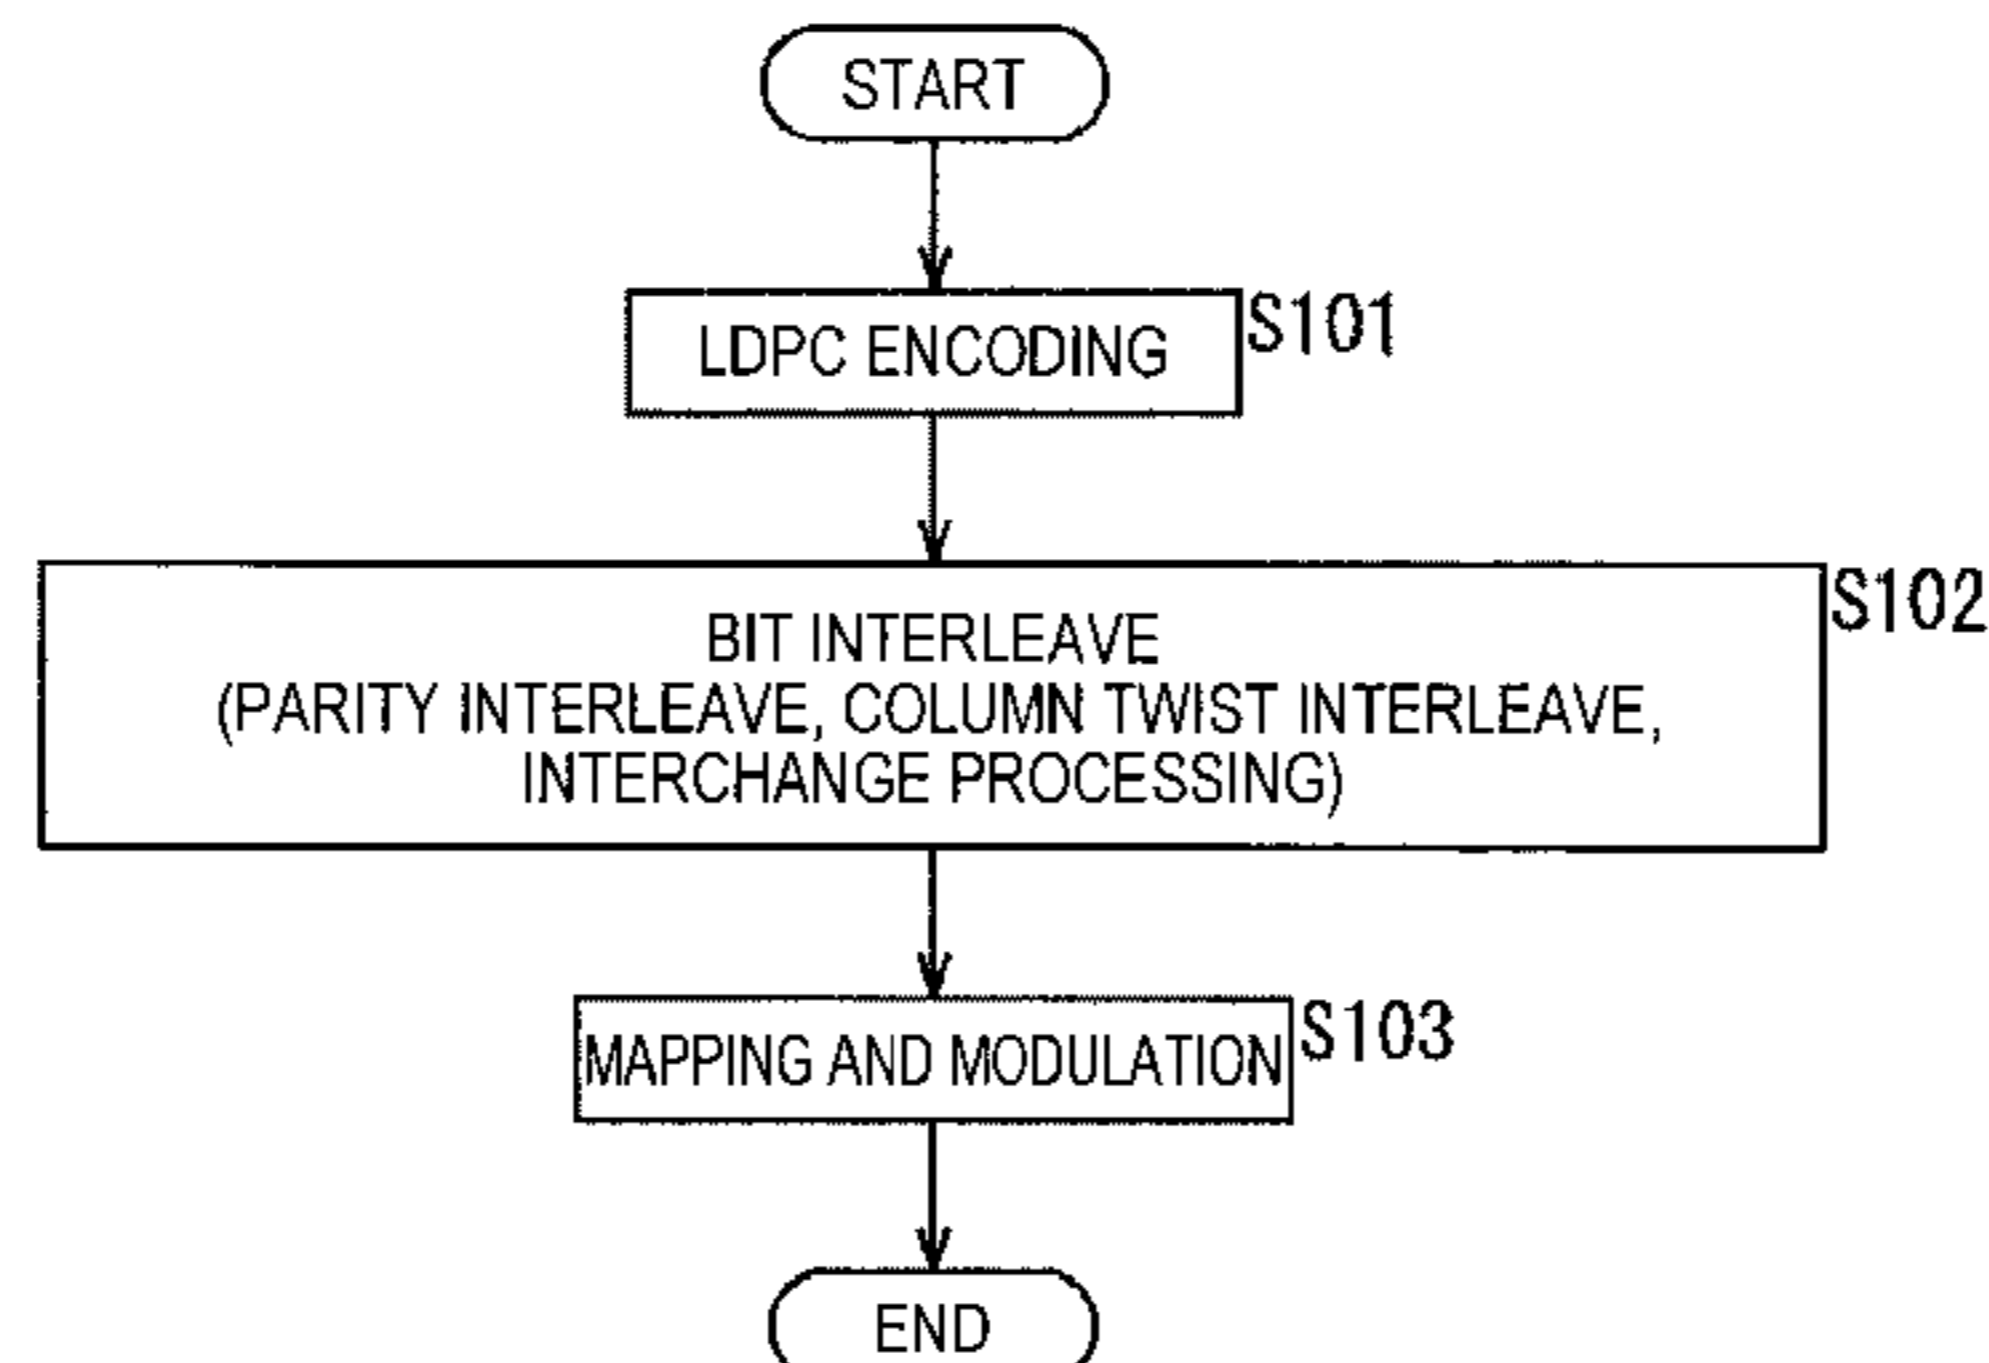 START
LDPC ENCODING
S101
BIT INTERLEAVE
(PARITY INTERLEAVE, COLUMN TWIST INTERLEAVE,
INTERCHANGE PROCESSING)
S102
MAPPING AND MODULATION
S103
END